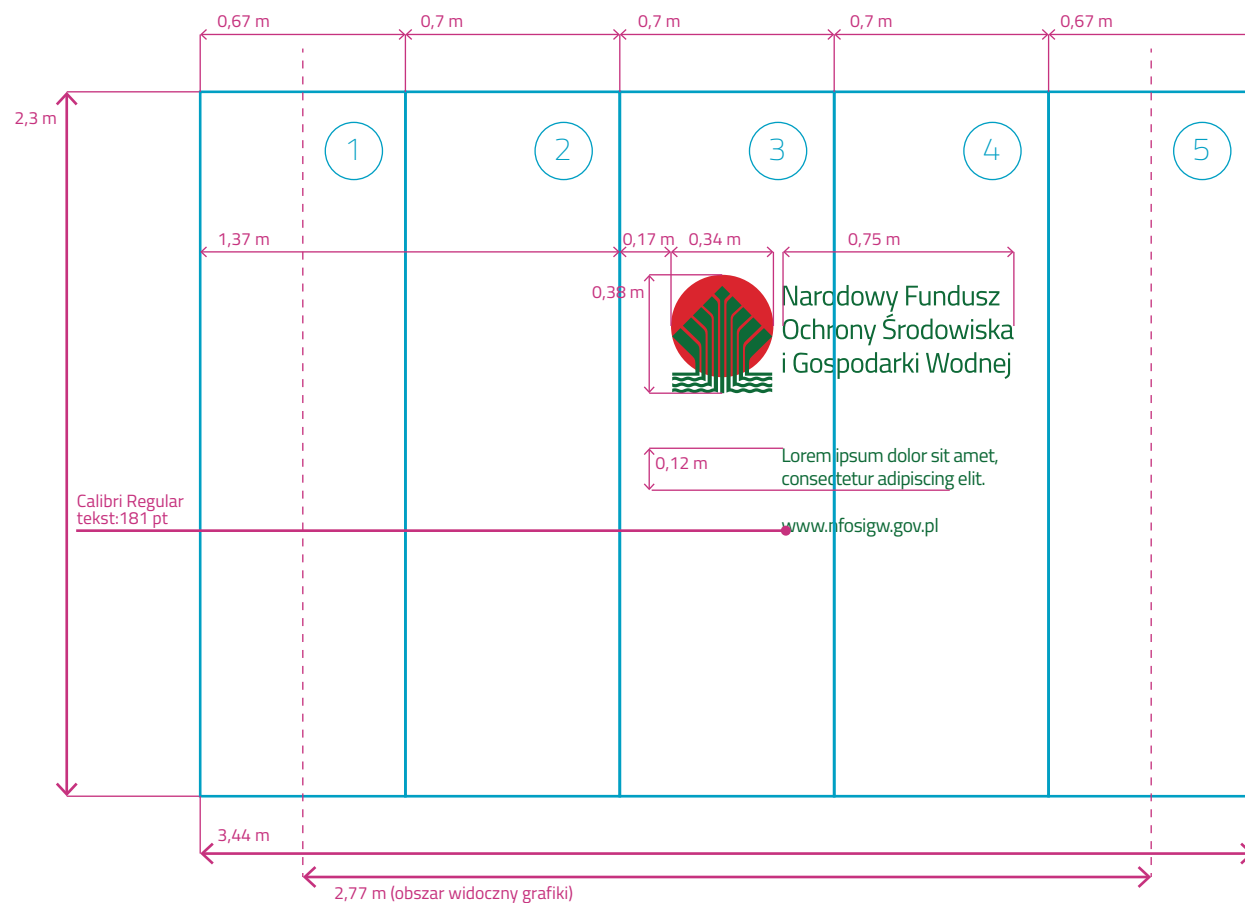 0,67 m
0,7 m
0,7 m
0,7 m
0,67 m
2,3 m
1
2
3
4
5
1,37 m
0,17 m
0,34 m
0,75 m
0,38 m
Narodowy Fundusz
Ochrony Środowiska
i Gospodarki Wodnej
0,12 m
Lorem ipsum dolor sit amet,
consectetur adipiscing elit.
Calibri Regular
tekst:181 pt
www.nfosigw.gov.pl
3,44 m
2,77 m (obszar widoczny grafiki)